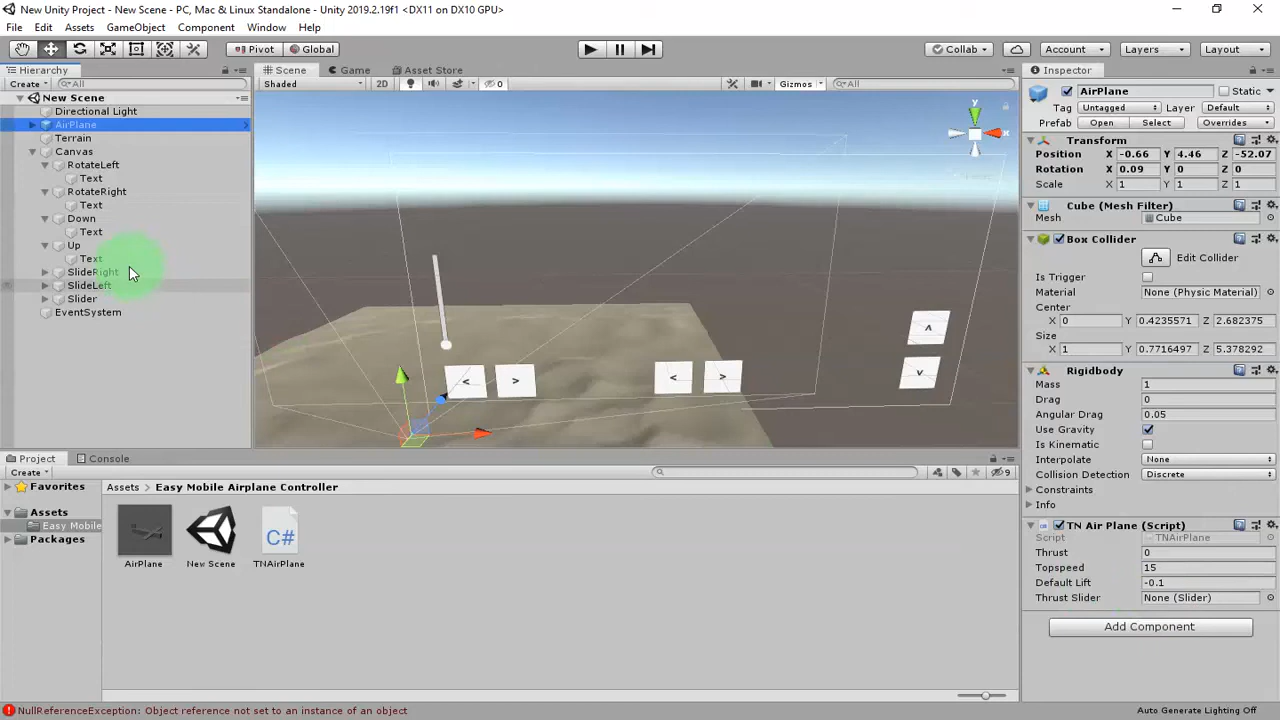 New Unity Project - New Scene - PC, Mac & Linux Standalone - Unity 2019.2.19f1 <DX11 on DX10 GPU>
File Edit Assets GameObject Component Window Help
Pivot Global Collab Account Layers Layout
Hierarchy
Create All
New Scene
Directional Light
AirPlane
Terrain
Canvas
RotateLeft
Text
RotateRight
Text
Down
Text
Up
Text
SlideRight
SlideLeft
Slider
EventSystem
Scene Game Asset Store
Shaded 2D 0 Gizmos All
y
x
< > < > ^
v
Inspector
AirPlane Static
Tag Untagged Layer Default
Prefab Open Select Overrides
Transform
Position X -0.66 Y 4.46 Z -52.07
Rotation X 0.09 Y 0 Z 0
Scale X 1 Y 1 Z 1
Cube (Mesh Filter)
Mesh Cube
Box Collider
Edit Collider
Is Trigger
Material None (Physic Material)
Center
X 0 Y 0.4235571 Z 2.682375
Size
X 1 Y 0.7716497 Z 5.378292
Rigidbody
Mass 1
Drag 0
Angular Drag 0.05
Use Gravity
Is Kinematic
Interpolate None
Collision Detection Discrete
Constraints
Info
TN Air Plane (Script)
Script TNAirPlane
Thrust 0
Topspeed 15
Default Lift -0.1
Thrust Slider None (Slider)
Add Component
Project Console
Create 9
Favorites
Assets
Easy Mobile
Packages
Assets > Easy Mobile Airplane Controller
C#
AirPlane New Scene TNAirPlane
NullReferenceException: Object reference not set to an instance of an object
Auto Generate Lighting Off